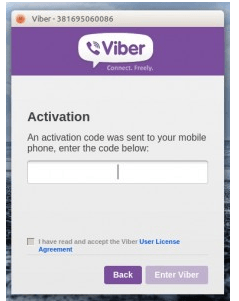 Viber - 381695060086
Viber
Connect. Freely.
Activation
An activation code was sent to your mobile
phone, enter the code below:
I have read and accept the Viber User License
Agreement
Back
Enter Viber